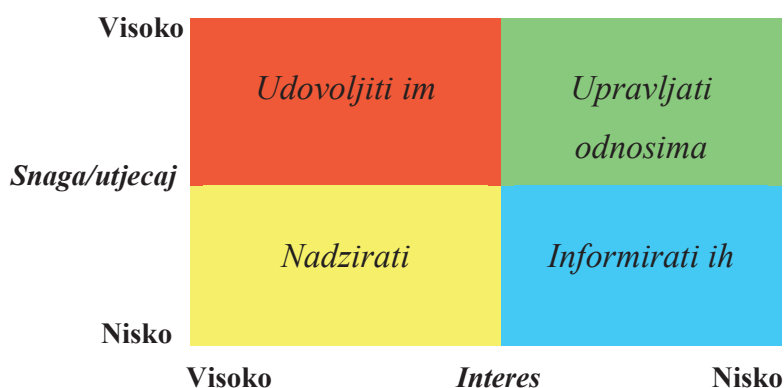 Visoko
Udovoljiti im
Upravljati
odnosima
Snaga/utjecaj
Nadzirati
Informirati ih
Nisko
Visoko
Interes
Nisko